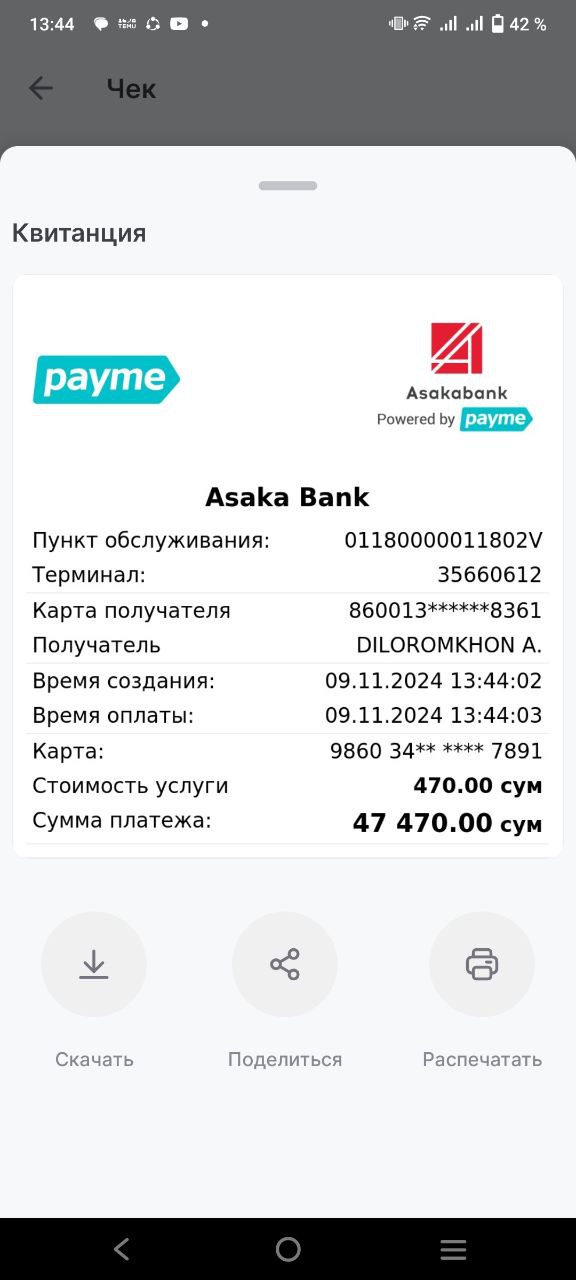 13:44 42 %
Чек
Квитанция
payme
Asakabank
Powered by payme
Asaka Bank
Пункт обслуживания: 01180000011802V
Терминал: 35660612
Карта получателя 860013******8361
Получатель DILOROMKHON A.
Время создания: 09.11.2024 13:44:02
Время оплаты: 09.11.2024 13:44:03
Карта: 9860 34** **** 7891
Стоимость услуги 470.00 сум
Сумма платежа: 47 470.00 сум
Скачать Поделиться Распечатать